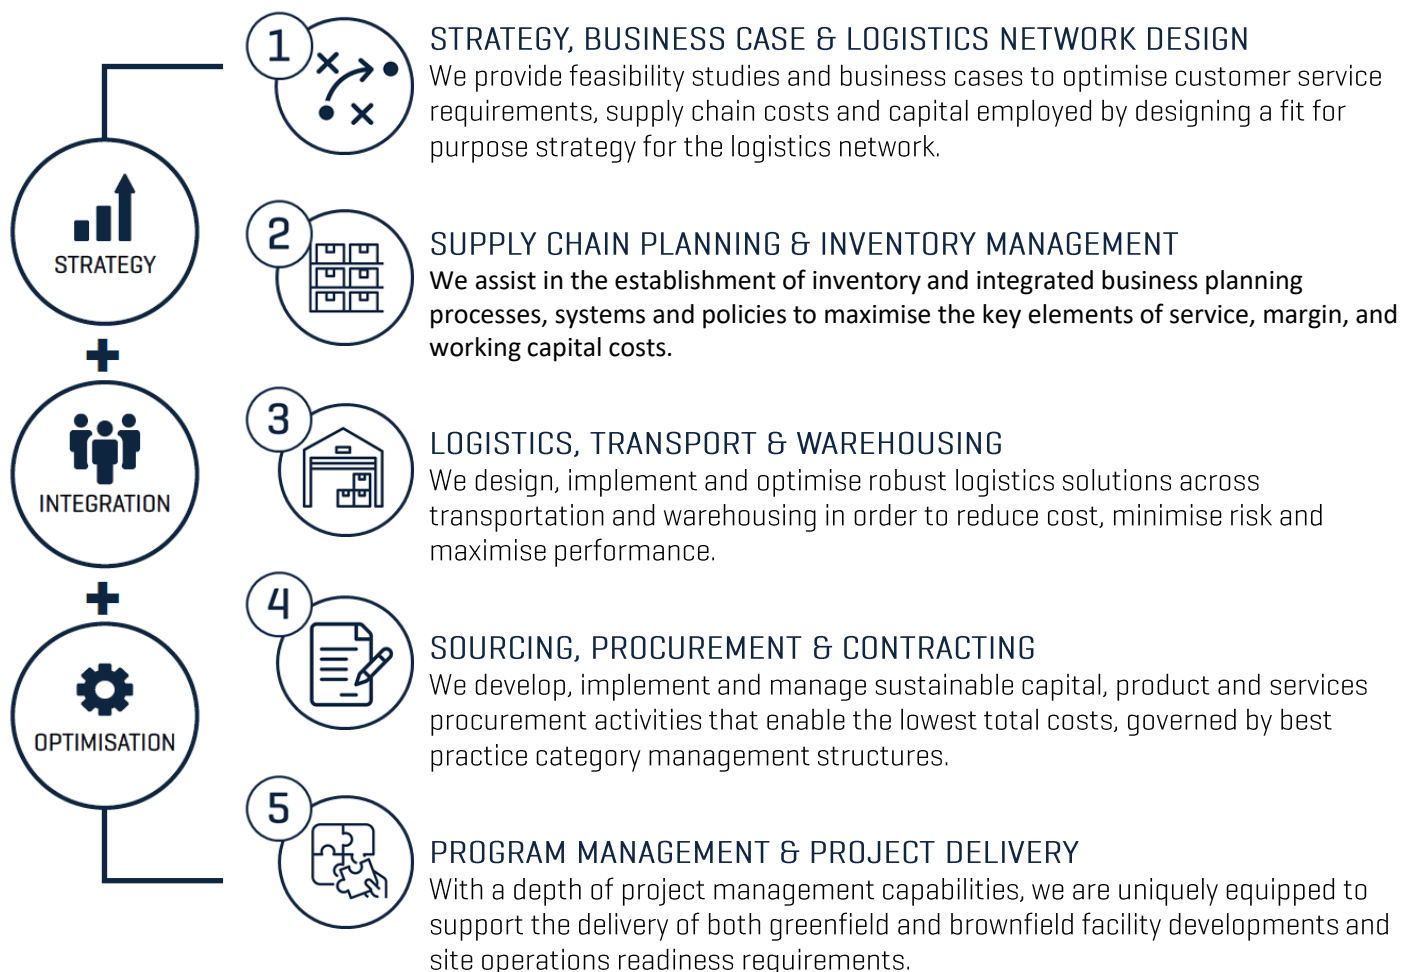 STRATEGY
+
INTEGRATION
+
OPTIMISATION
1
STRATEGY, BUSINESS CASE & LOGISTICS NETWORK DESIGN
We provide feasibility studies and business cases to optimise customer service
requirements, supply chain costs and capital employed by designing a fit for
purpose strategy for the logistics network.
2
SUPPLY CHAIN PLANNING & INVENTORY MANAGEMENT
We assist in the establishment of inventory and integrated business planning
processes, systems and policies to maximise the key elements of service, margin, and
working capital costs.
3
LOGISTICS, TRANSPORT & WAREHOUSING
We design, implement and optimise robust logistics solutions across
transportation and warehousing in order to reduce cost, minimise risk and
maximise performance.
4
SOURCING, PROCUREMENT & CONTRACTING
We develop, implement and manage sustainable capital, product and services
procurement activities that enable the lowest total costs, governed by best
practice category management structures.
5
PROGRAM MANAGEMENT & PROJECT DELIVERY
With a depth of project management capabilities, we are uniquely equipped to
support the delivery of both greenfield and brownfield facility developments and
site operations readiness requirements.